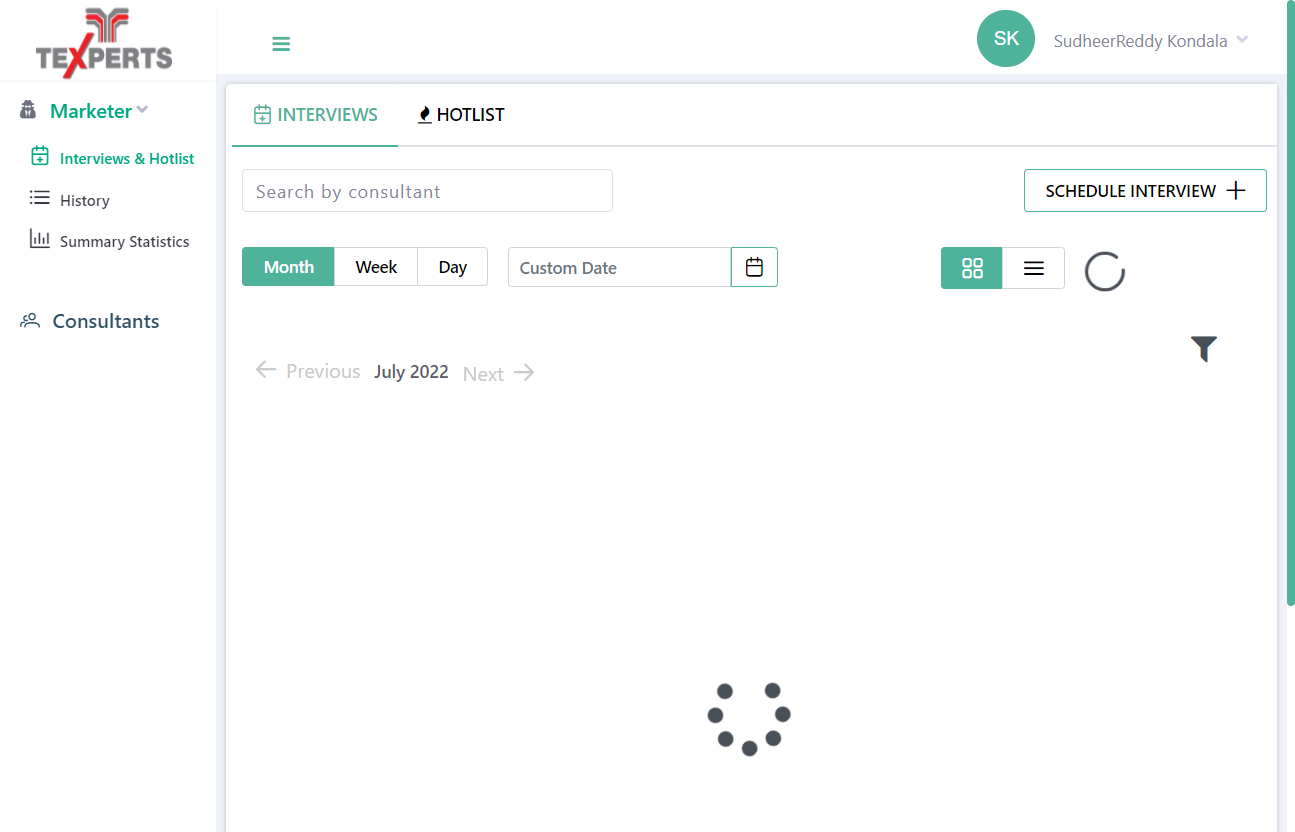 TEXPERTS
SK
SudheerReddy Kondala
Marketer
Interviews & Hotlist
History
Summary Statistics
Consultants
INTERVIEWS
HOTLIST
Search by consultant
SCHEDULE INTERVIEW
Month
Week
Day
Custom Date
Previous
July 2022
Next